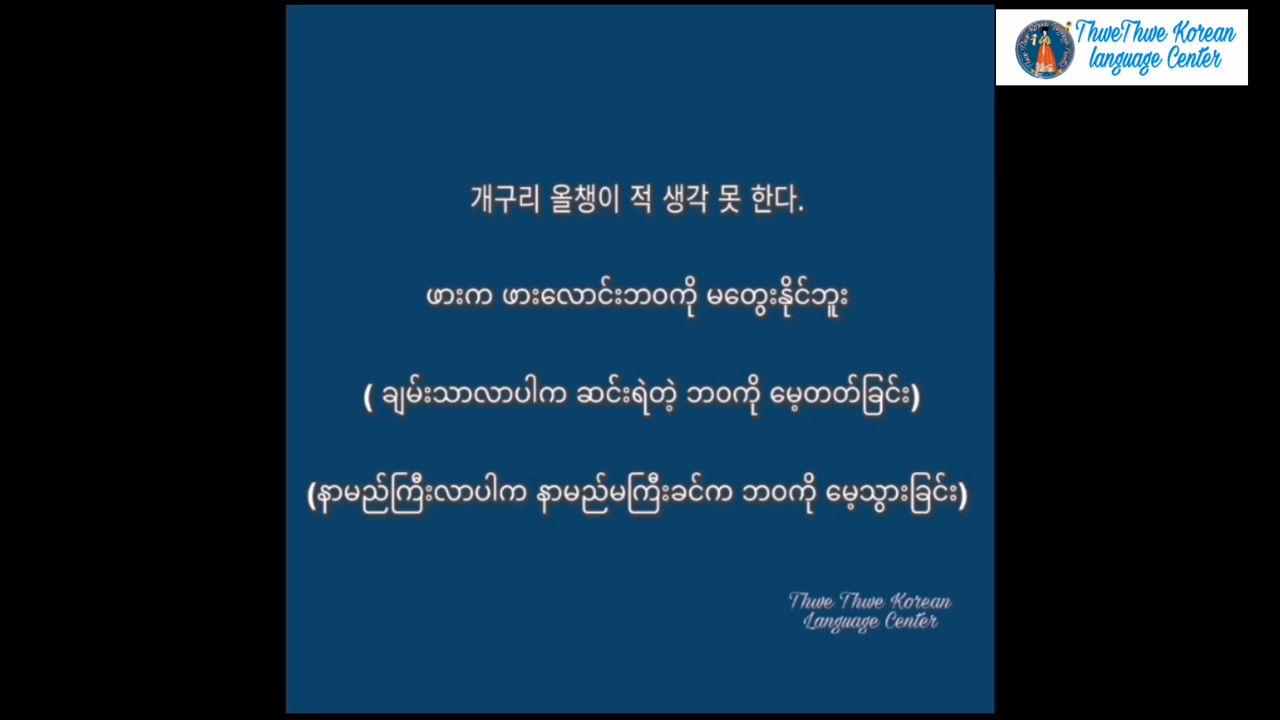 ThweThwe Korean
language Center
개구리 올챙이 적 생각 못 한다.
ဖားက ဖားလောင်းဘဝကို မတွေးနိုင်ဘူး
( ချမ်းသာလာပါက ဆင်းရဲတဲ့ ဘဝကို မေ့တတ်ခြင်း)
(နာမည်ကြီးလာပါက နာမည်မကြီးခင်က ဘဝကို မေ့သွားခြင်း)
Thwe Thwe Korean
Language Center